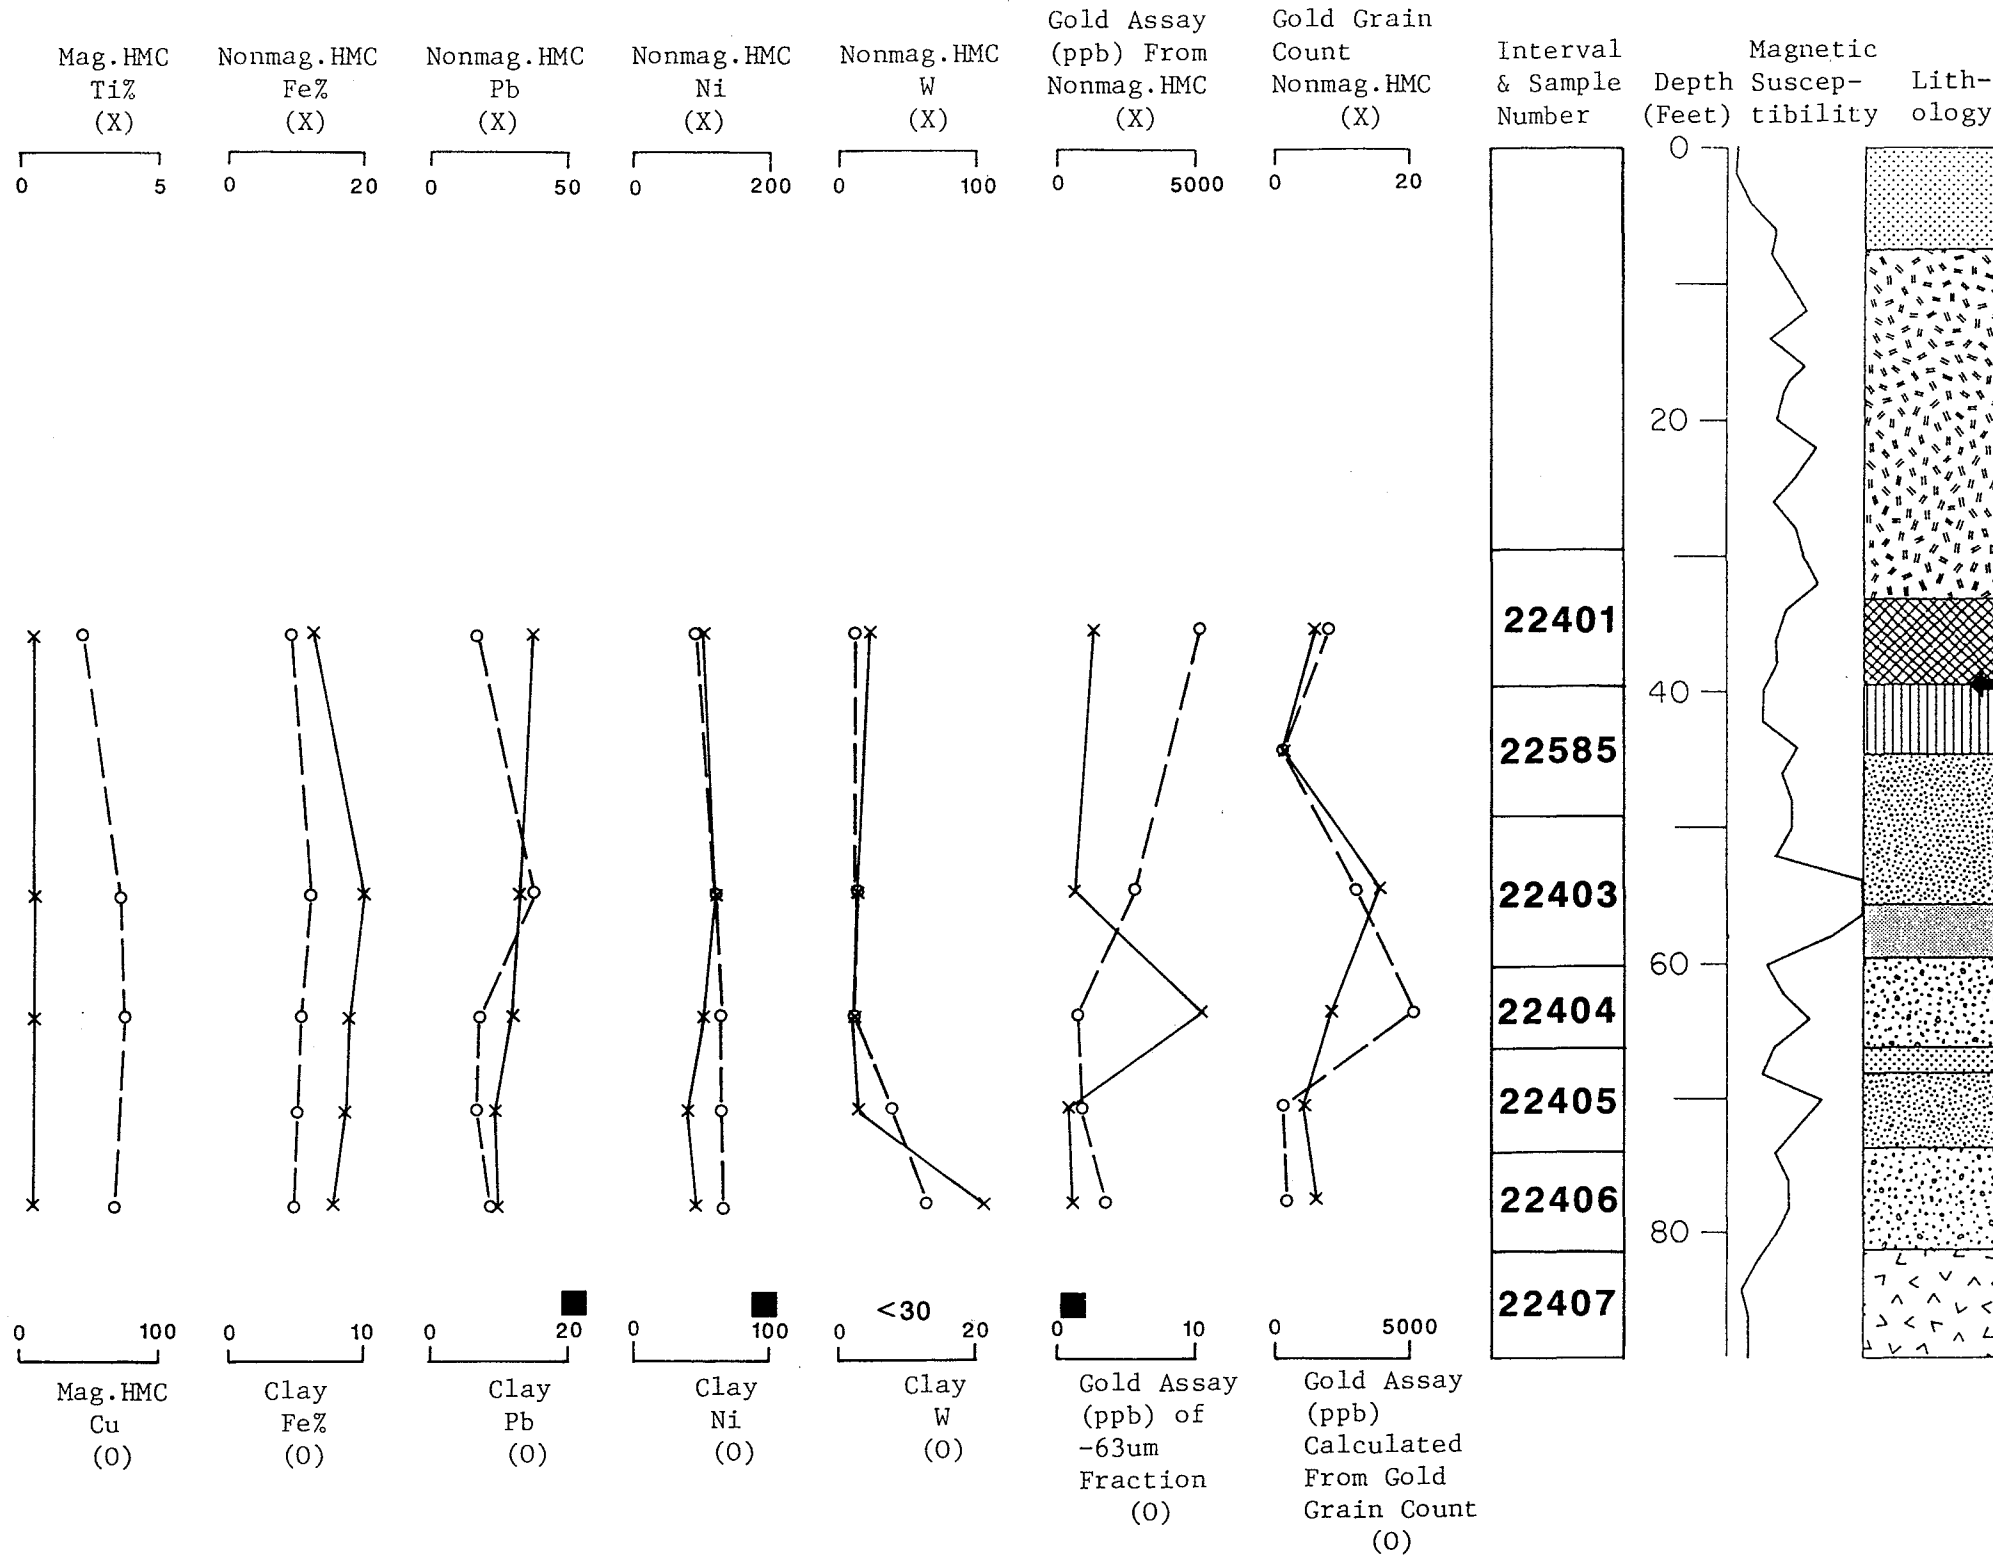 Mag.HMC
Ti%
(X)
0 5
Nonmag.HMC
Fe%
(X)
0 20
Nonmag.HMC
Pb
(X)
0 50
Nonmag.HMC
Ni
(X)
0 200
Nonmag.HMC
W
(X)
0 100
Gold Assay
(ppb) From
Nonmag.HMC
(X)
0 5000
Gold Grain
Count
Nonmag.HMC
(X)
0 20
Interval
& Sample
Number
Depth
(Feet)
Magnetic
Suscep-
tibility
Lith-
ology
0
20
40
60
80
22401
22585
22403
22404
22405
22406
22407
<30
0 100
Mag.HMC
Cu
(O)
0 10
Clay
Fe%
(O)
0 20
Clay
Pb
(O)
0 100
Clay
Ni
(O)
0 20
Clay
W
(O)
0 10
Gold Assay
(ppb) of
-63um
Fraction
(O)
0 5000
Gold Assay
(ppb)
Calculated
From Gold
Grain Count
(O)